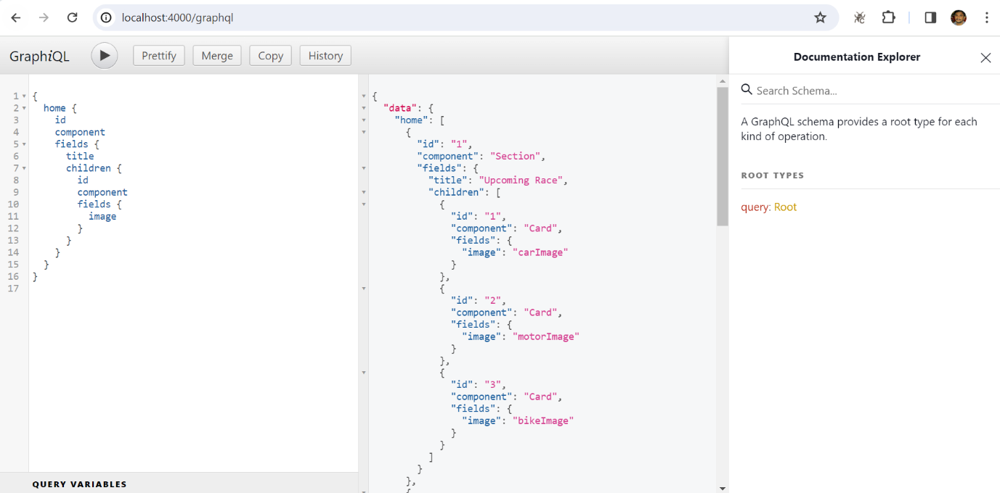 localhost:4000/graphql
GraphiQL
Prettify
Merge
Copy
History
1 {
2 home {
3 id
4 component
5 fields {
6 title
7 children {
8 id
9 component
10 fields {
11 image
12 }
13 }
14 }
15 }
16 }
17
QUERY VARIABLES
{
"data": {
"home": [
{
"id": "1",
"component": "Section",
"fields": {
"title": "Upcoming Race",
"children": [
{
"id": "1",
"component": "Card",
"fields": {
"image": "carImage"
}
},
{
"id": "2",
"component": "Card",
"fields": {
"image": "motorImage"
}
},
{
"id": "3",
"component": "Card",
"fields": {
"image": "bikeImage"
}
}
]
}
},
{
Documentation Explorer
Search Schema...
A GraphQL schema provides a root type for each
kind of operation.
ROOT TYPES
query: Root